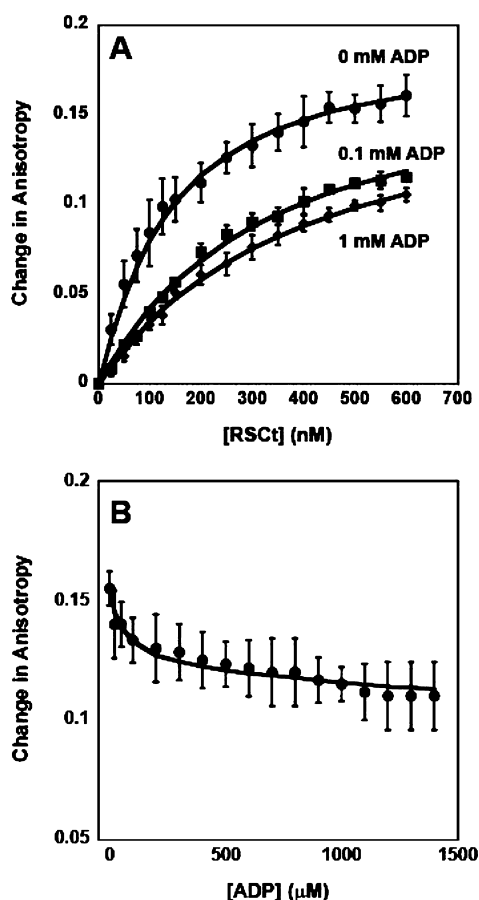 A
0.2
0.15
0.1
0.05
0
Change in Anisotropy
0 mM ADP
0.1 mM ADP
1 mM ADP
0 100 200 300 400 500 600 700
[RSCt] (nM)
B
0.2
0.15
0.1
0.05
Change in Anisotropy
0 500 1000 1500
[ADP] (μM)